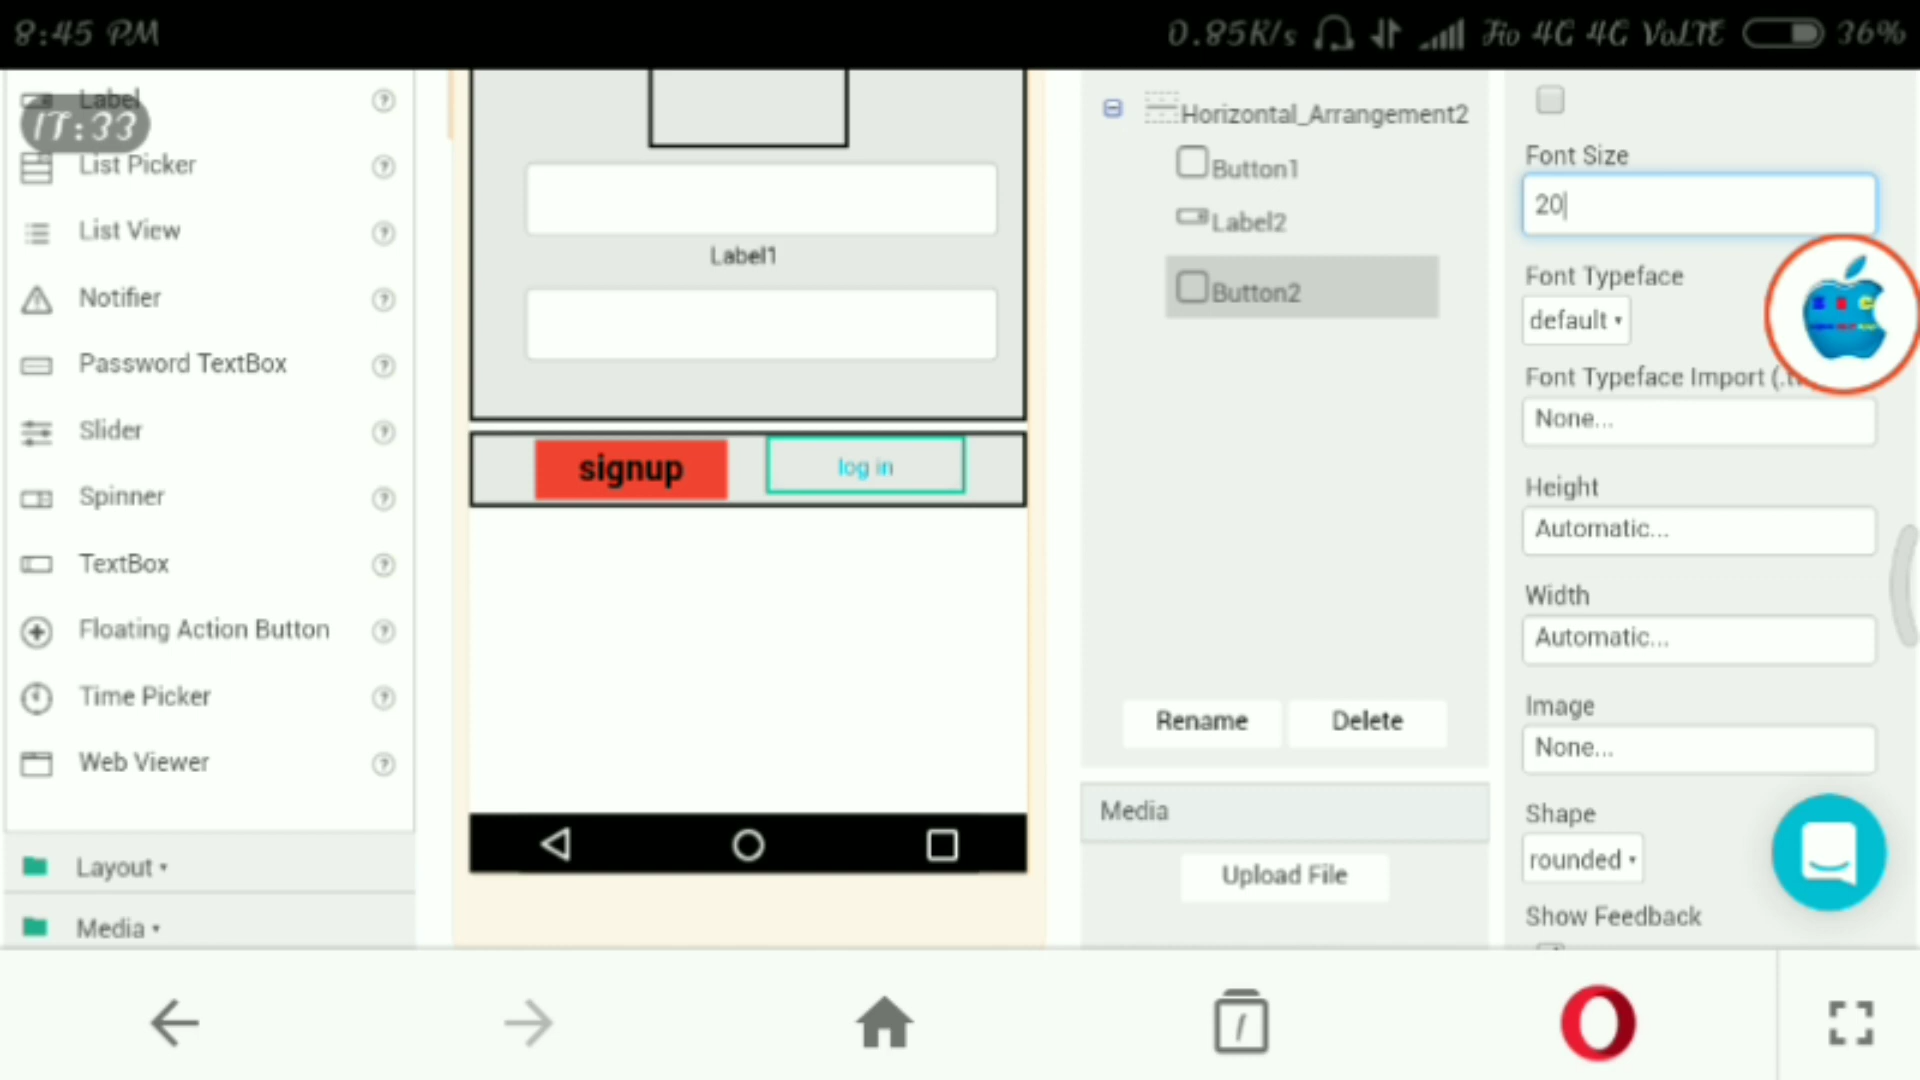 8:45 PM
0.85K/s Jio 4G 4G VoLTE 36%
Label
17:33
List Picker
List View
Notifier
Password TextBox
Slider
Spinner
TextBox
Floating Action Button
Time Picker
Web Viewer
Layout
Media
Label1
signup
log in
Horizontal_Arrangement2
Button1
Label2
Button2
Rename
Delete
Media
Upload File
Font Size
20
Font Typeface
default
Font Typeface Import (.t
None...
Height
Automatic...
Width
Automatic...
Image
None...
Shape
rounded
Show Feedback